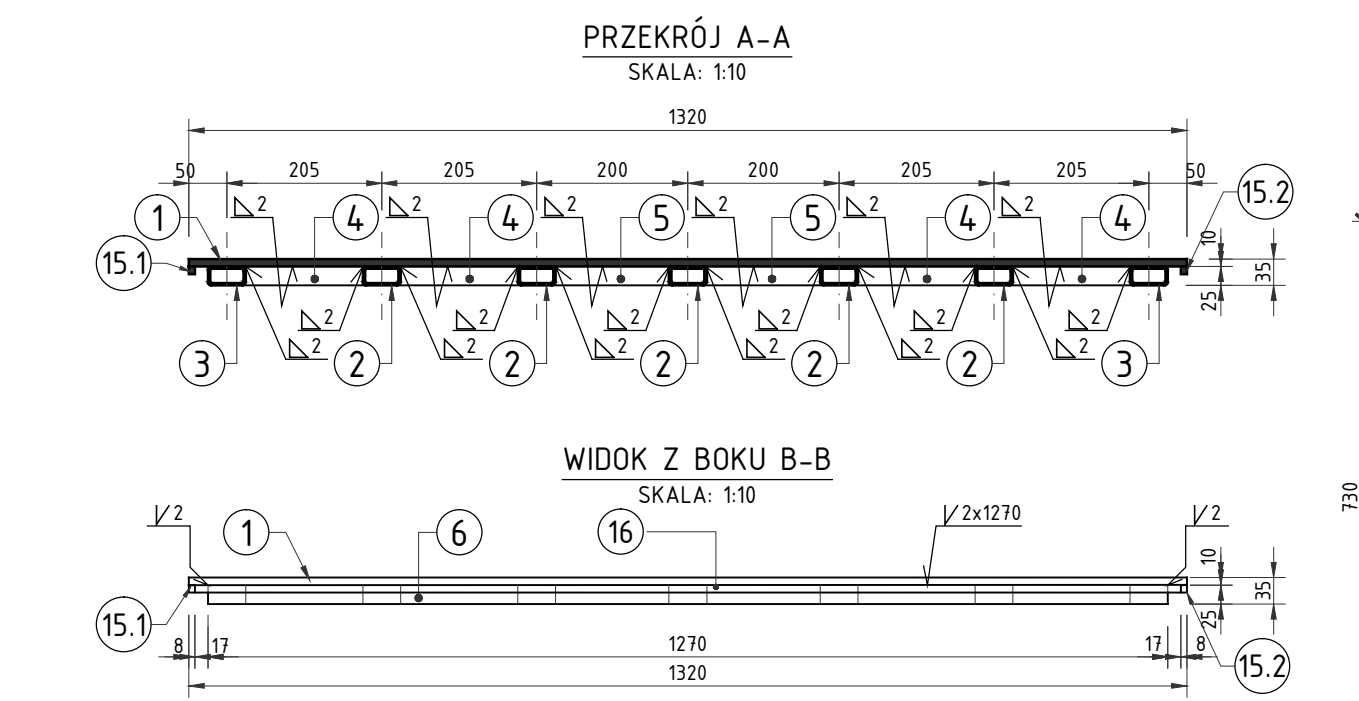 PRZEKRÓJ A-A
SKALA: 1:10
1320
50 205 205 200 200 205 205 50
2 2 2 2 2 2
1 4 4 5 5 4 4 15.2
15.1
10
35
25
2 2 2 2 2 2
2 2 2 2 2 2
3 2 2 2 2 2 3
WIDOK Z BOKU B-B
SKALA: 1:10
730
2 1 6 16 2x1270 2
10
35
25
15.1
8 17 1270 17 8
15.2
1320